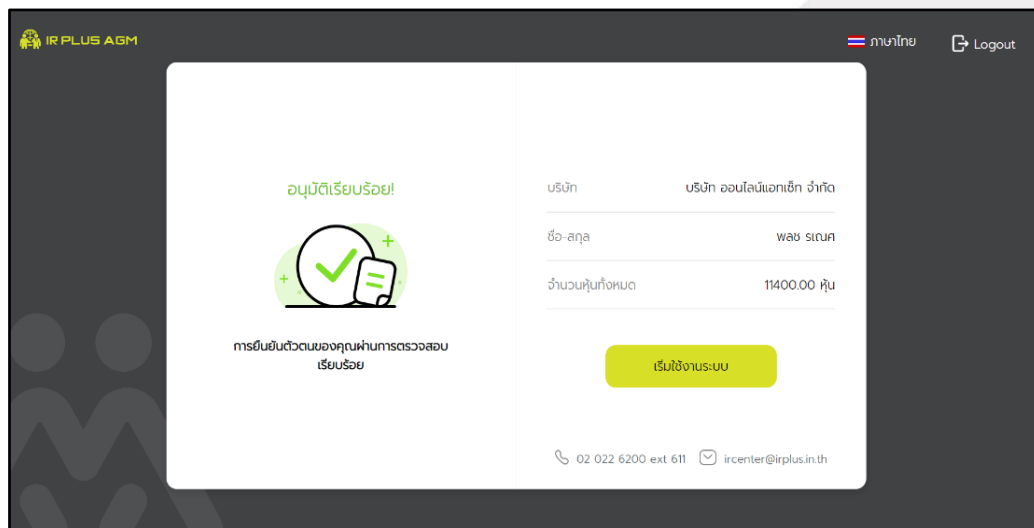 IR PLUS AGM
ภาษาไทย
Logout
อนุมัติเรียบร้อย!
การยืนยันตัวตนของคุณผ่านการตรวจสอบ
เรียบร้อย
บริษัท บริษัท ออนไลน์แอทเซ็ท จำกัด
ชื่อ-สกุล พลช รเณศ
จำนวนหุ้นทั้งหมด 11400.00 หุ้น
เริ่มใช้งานระบบ
02 022 6200 ext 611 ircenter@irplus.in.th